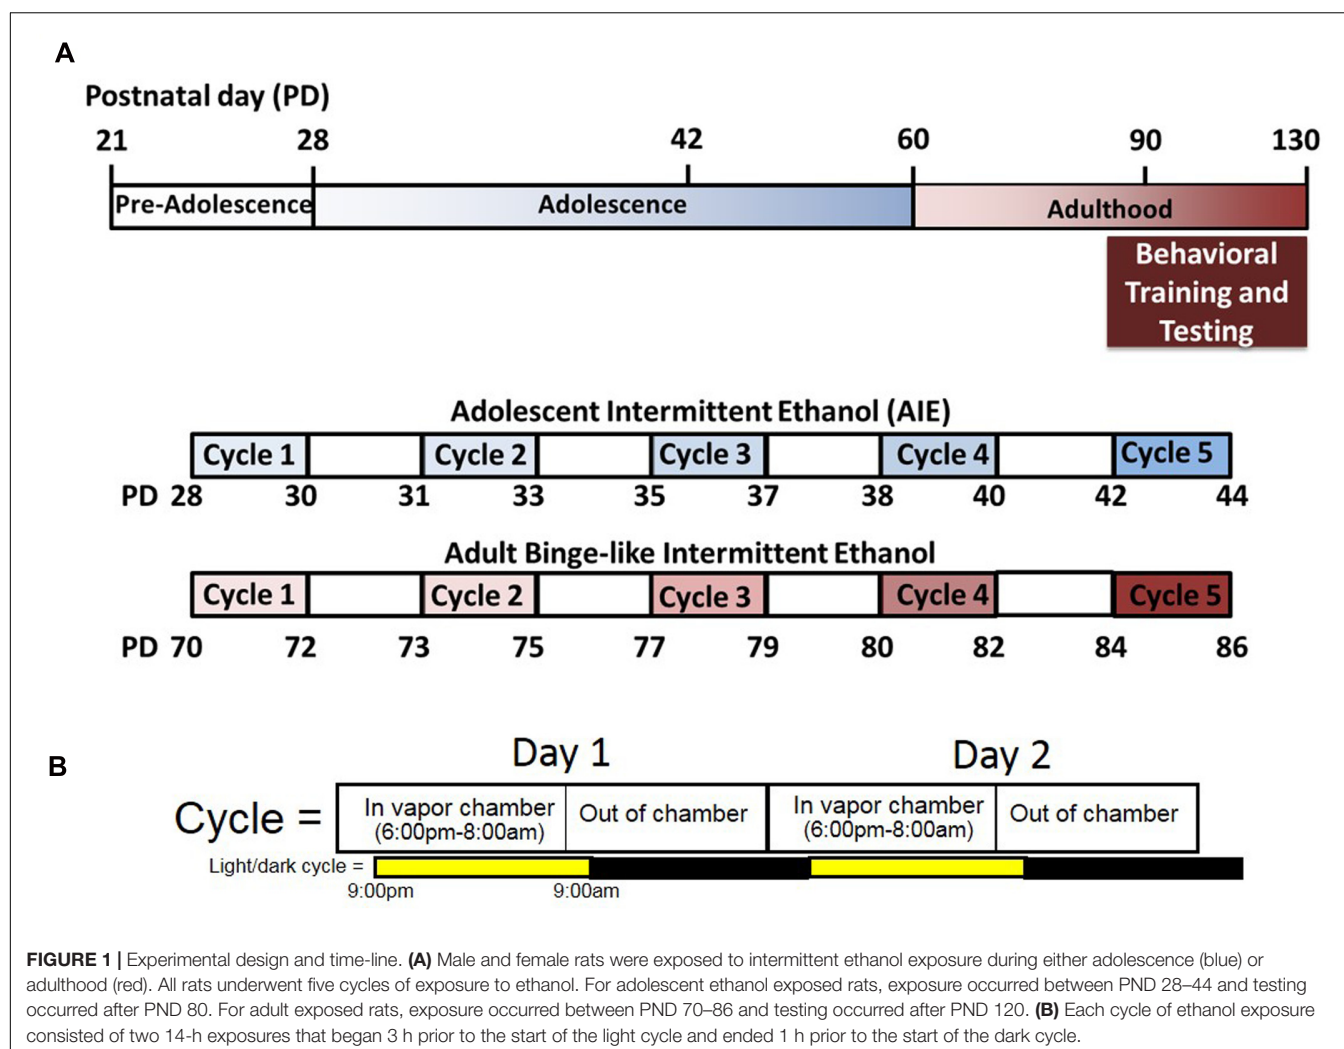 A
Postnatal day (PD)
21 28 42 60 90 130
Pre-Adolescence Adolescence Adulthood
Behavioral
Training and
Testing
Adolescent Intermittent Ethanol (AIE)
Cycle 1 Cycle 2 Cycle 3 Cycle 4 Cycle 5
PD 28 30 31 33 35 37 38 40 42 44
Adult Binge-like Intermittent Ethanol
Cycle 1 Cycle 2 Cycle 3 Cycle 4 Cycle 5
PD 70 72 73 75 77 79 80 82 84 86
B
Day 1 Day 2
Cycle = In vapor chamber (6:00pm-8:00am) Out of chamber In vapor chamber (6:00pm-8:00am) Out of chamber
Light/dark cycle =
9:00pm 9:00am
FIGURE 1 | Experimental design and time-line. (A) Male and female rats were exposed to intermittent ethanol exposure during either adolescence (blue) or
adulthood (red). All rats underwent five cycles of exposure to ethanol. For adolescent ethanol exposed rats, exposure occurred between PND 28–44 and testing
occurred after PND 80. For adult exposed rats, exposure occurred between PND 70–86 and testing occurred after PND 120. (B) Each cycle of ethanol exposure
consisted of two 14-h exposures that began 3 h prior to the start of the light cycle and ended 1 h prior to the start of the dark cycle.